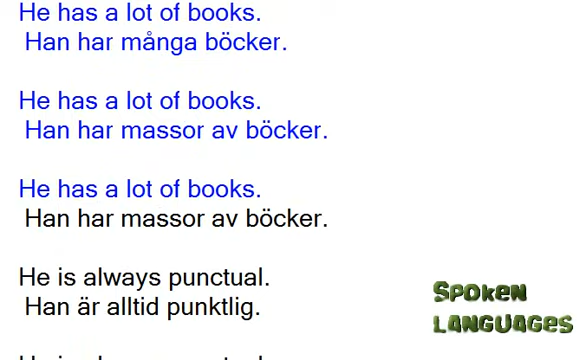 He has a lot of books.
Han har många böcker.
He has a lot of books.
Han har massor av böcker.
He has a lot of books.
Han har massor av böcker.
He is always punctual.
Han är alltid punktlig.
SPOKEN
LANGUAGES